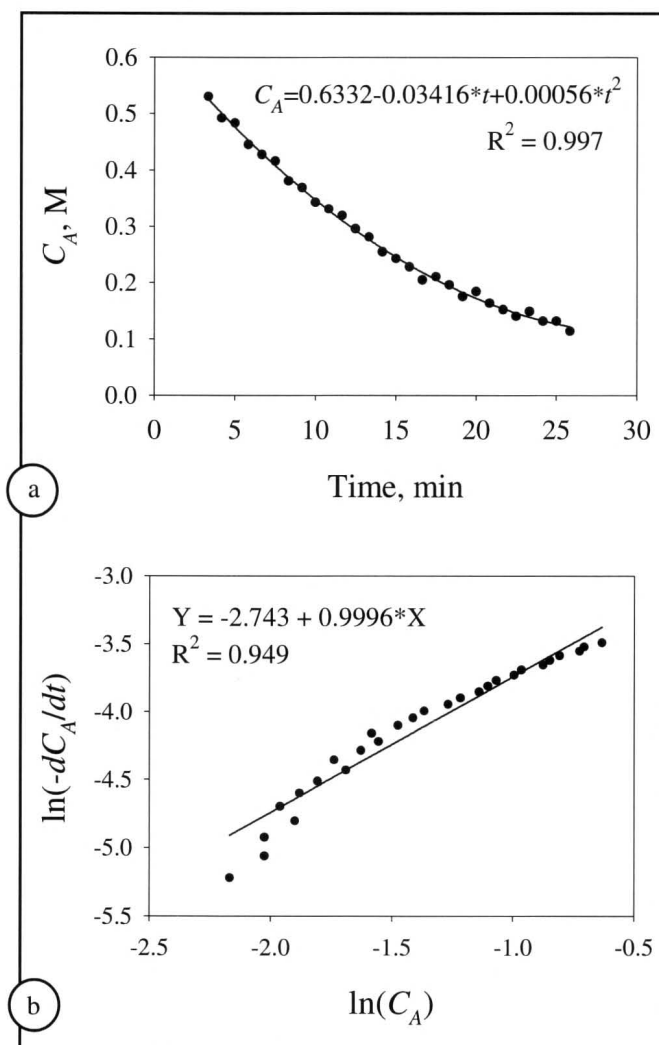 0.6
0.5
0.4
0.3
0.2
0.1
0.0
C_A, M
C_A=0.6332-0.03416*t+0.00056*t²
R² = 0.997
0 5 10 15 20 25 30
Time, min
a
-3.0
-3.5
-4.0
-4.5
-5.0
-5.5
ln(-dC_A/dt)
Y = -2.743 + 0.9996*X
R² = 0.949
-2.5 -2.0 -1.5 -1.0 -0.5
ln(C_A)
b